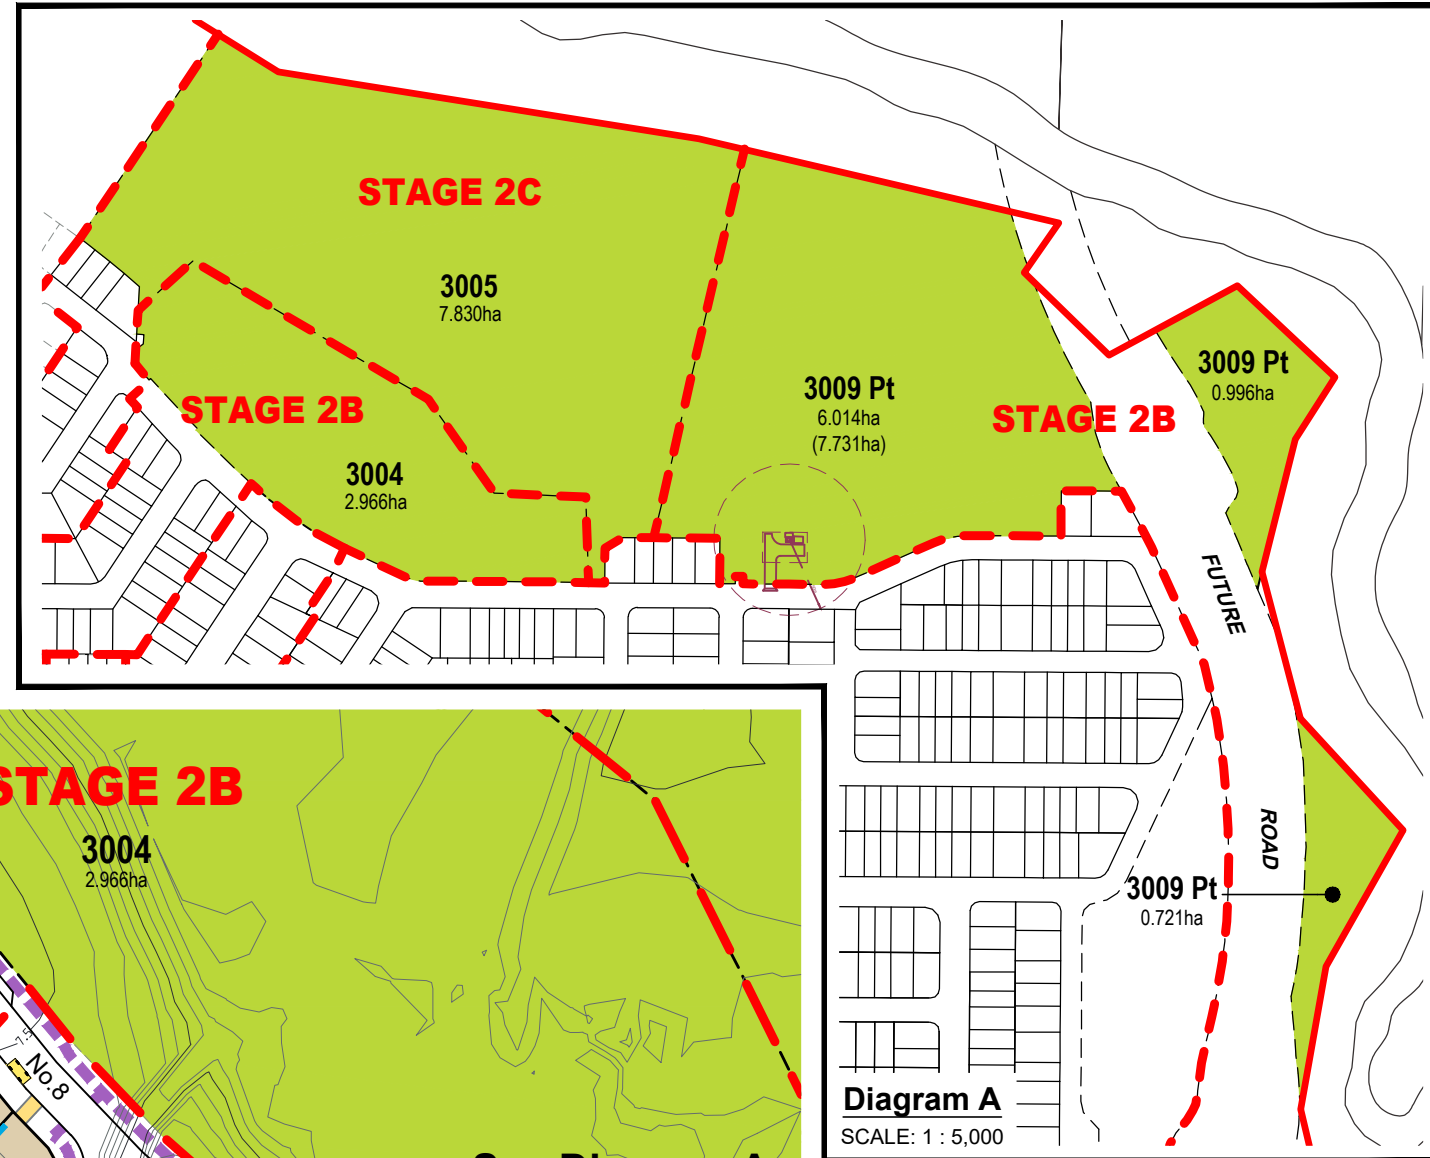 STAGE 2C
3005
7.830ha
STAGE 2B
3004
2.966ha
3009 Pt
6.014ha
(7.731ha)
STAGE 2B
3009 Pt
0.996ha
FUTURE
ROAD
3009 Pt
0.721ha
Diagram A
SCALE: 1 : 5,000
STAGE 2B
3004
2.966ha
No.8